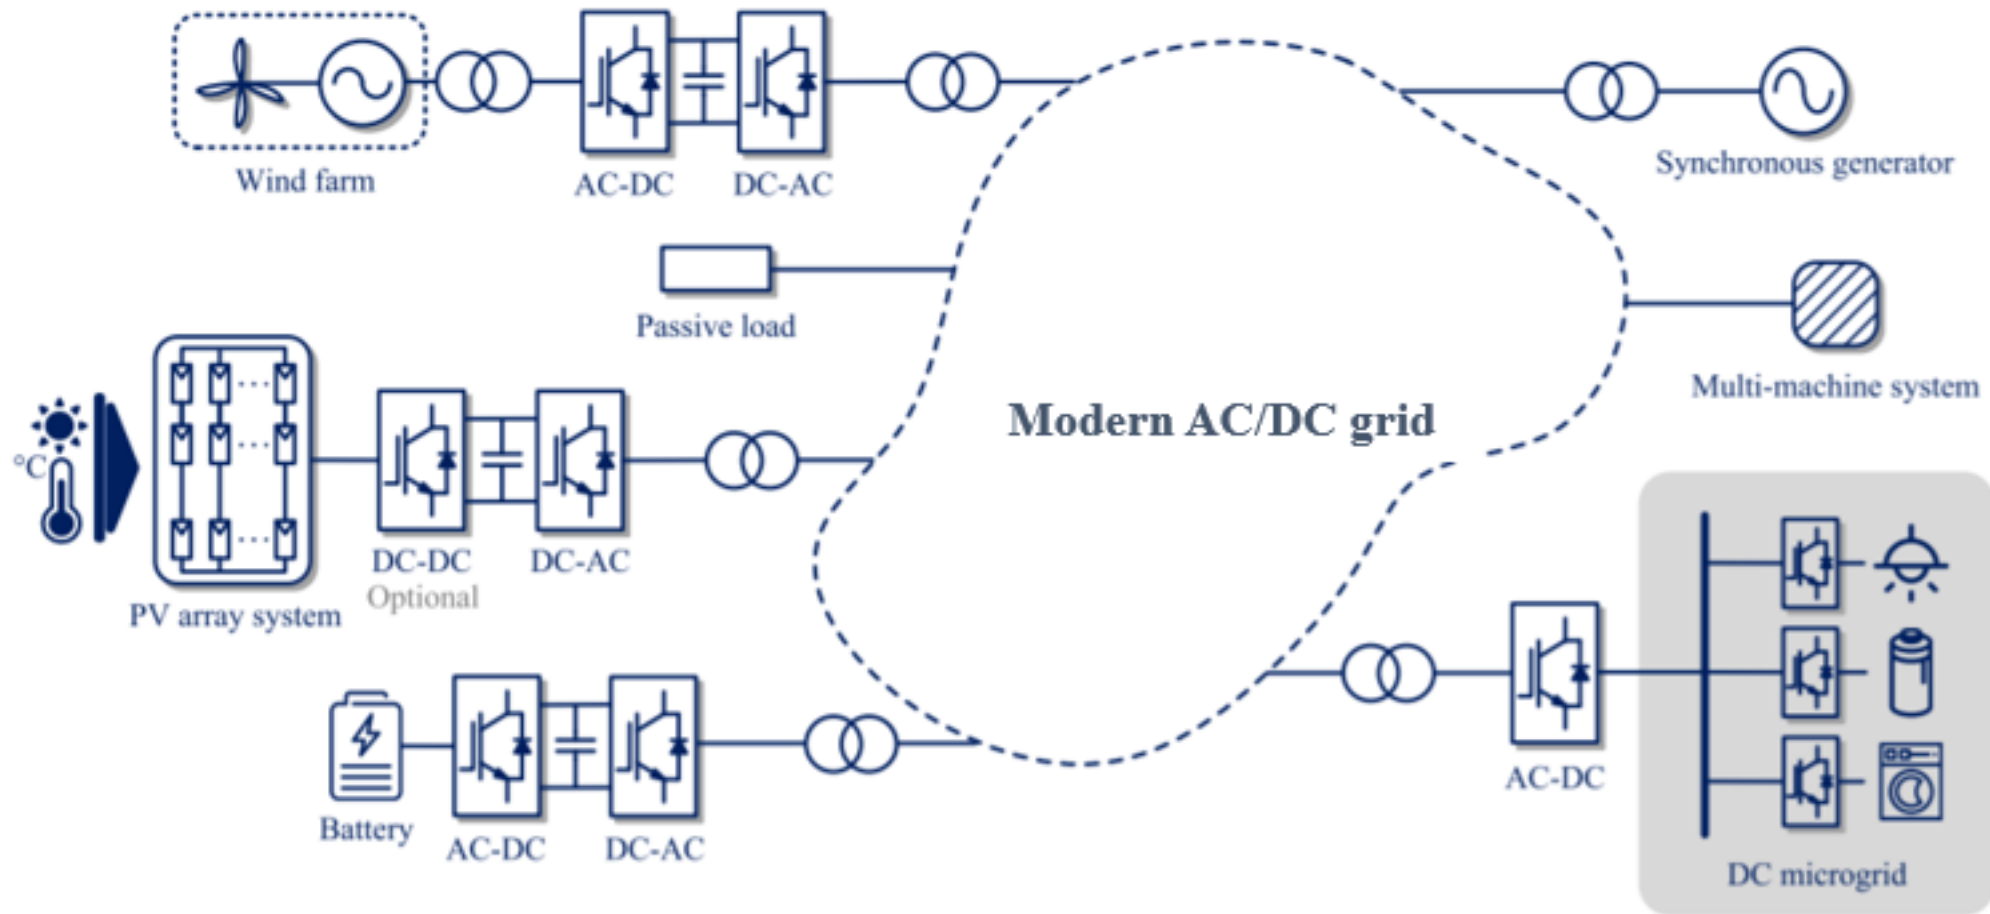 Wind farm
AC-DC
DC-AC
Synchronous generator
Passive load
Multi-machine system
°C
PV array system
DC-DC
Optional
DC-AC
Modern AC/DC grid
Battery
AC-DC
DC-AC
AC-DC
DC microgrid